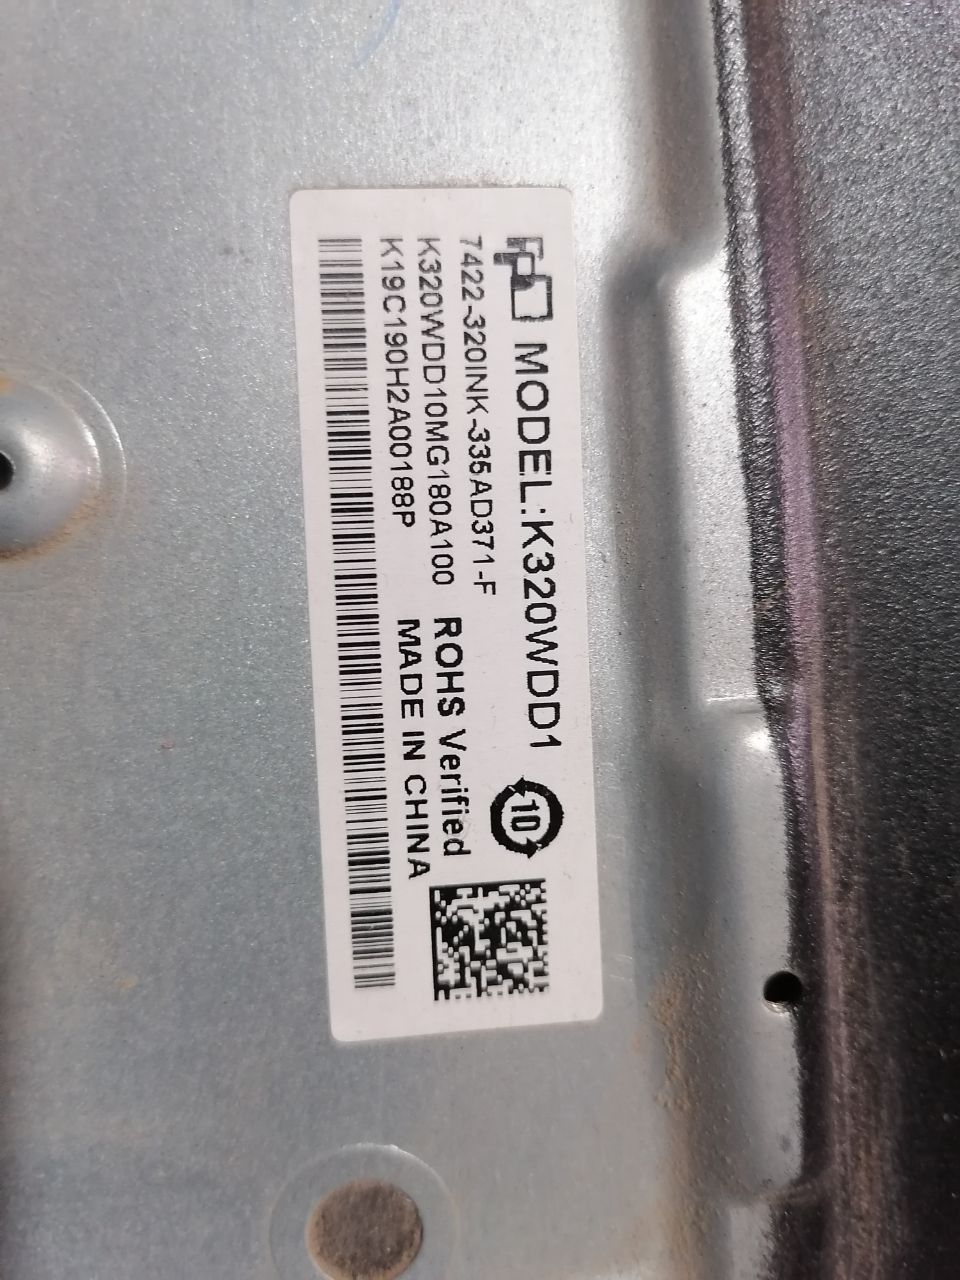 MODEL:K320WDD1
10
7422-320INK-335AD371-F
K320WDD10MG180A100
ROHS Verified
K19C190H2A00188P
MADE IN CHINA